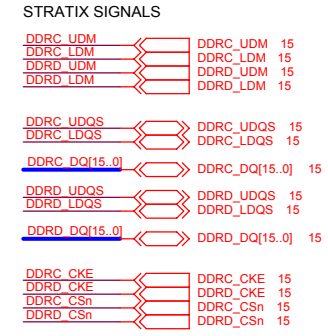 STRATIX SIGNALS
DDRC_UDM DDRC_UDM 15
DDRC_LDM DDRC_LDM 15
DDRD_UDM DDRD_UDM 15
DDRD_LDM DDRD_LDM 15
DDRC_UDQS DDRC_UDQS 15
DDRC_LDQS DDRC_LDQS 15
DDRC_DQ[15..0] DDRC_DQ[15..0] 15
DDRD_UDQS DDRD_UDQS 15
DDRD_LDQS DDRD_LDQS 15
DDRD_DQ[15..0] DDRD_DQ[15..0] 15
DDRC_CKE DDRC_CKE 15
DDRD_CKE DDRD_CKE 15
DDRC_CSn DDRC_CSn 15
DDRD_CSn DDRD_CSn 15